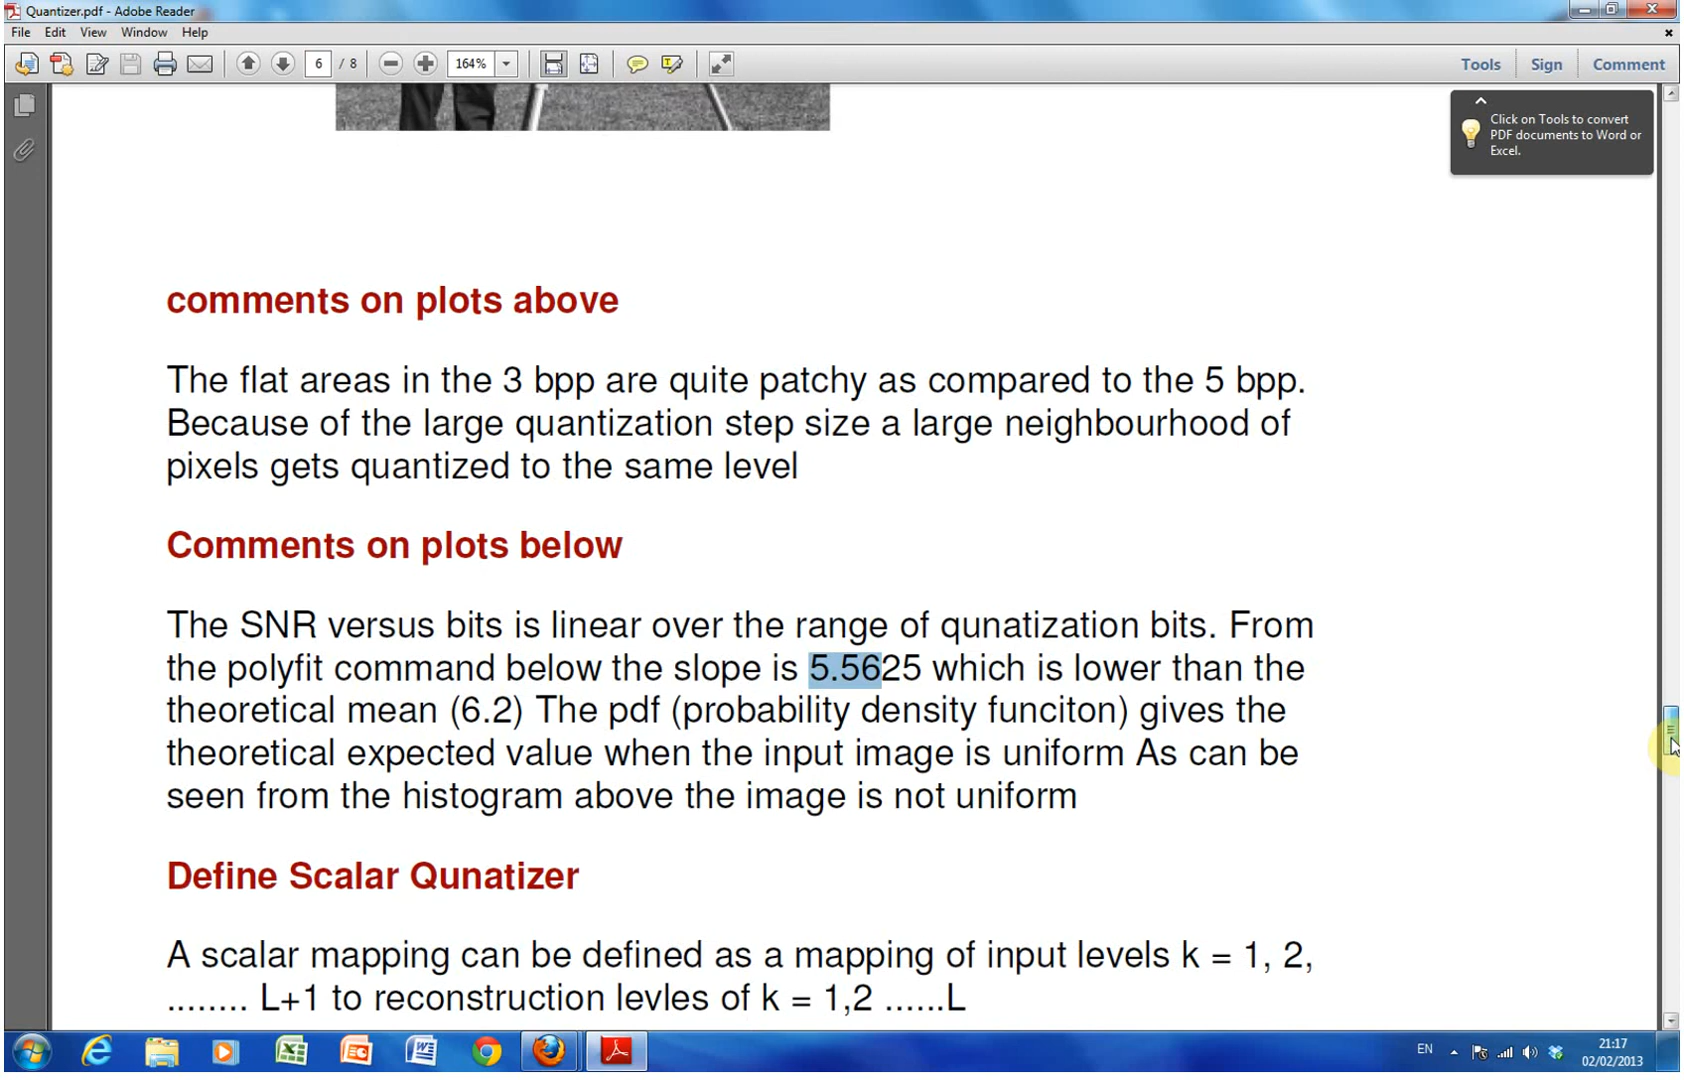 Quantizer.pdf - Adobe Reader
File Edit View Window Help
6 / 8 164% Tools Sign Comment
Click on Tools to convert
PDF documents to Word or
Excel.
comments on plots above
The flat areas in the 3 bpp are quite patchy as compared to the 5 bpp.
Because of the large quantization step size a large neighbourhood of
pixels gets quantized to the same level
Comments on plots below
The SNR versus bits is linear over the range of qunatization bits. From
the polyfit command below the slope is 5.5625 which is lower than the
theoretical mean (6.2) The pdf (probability density funciton) gives the
theoretical expected value when the input image is uniform As can be
seen from the histogram above the image is not uniform
Define Scalar Qunatizer
A scalar mapping can be defined as a mapping of input levels k = 1, 2,
........ L+1 to reconstruction levles of k = 1,2 ......L
EN
21:17
02/02/2013